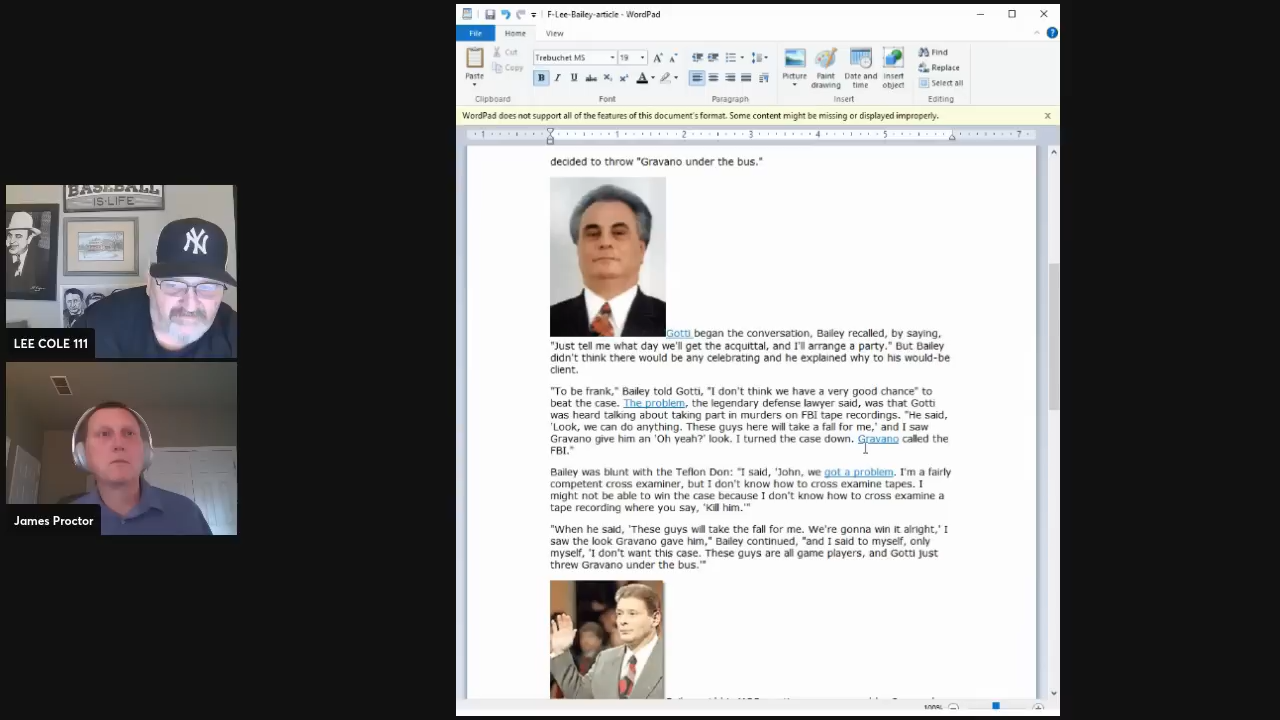 F-Lee-Bailey-article - WordPad
File
Home
View
Paste
Cut
Copy
Clipboard
Trebuchet MS
19
Font
Paragraph
Picture
Paint drawing
Date and time
Insert object
Insert
Find
Replace
Select all
Editing
WordPad does not support all of the features of this document's format. Some content might be missing or displayed improperly.
1 1 2 3 4 5 7
decided to throw "Gravano under the bus."
Gotti began the conversation, Bailey recalled, by saying,
"Just tell me what day we'll get the acquittal, and I'll arrange a party." But Bailey
didn't think there would be any celebrating and he explained why to his would-be
client.
"To be frank," Bailey told Gotti, "I don't think we have a very good chance" to
beat the case. The problem, the legendary defense lawyer said, was that Gotti
was heard talking about taking part in murders on FBI tape recordings. "He said,
'Look, we can do anything. These guys here will take a fall for me,' and I saw
Gravano give him an 'Oh yeah?' look. I turned the case down. Gravano called the
FBI."
Bailey was blunt with the Teflon Don: "I said, 'John, we got a problem. I'm a fairly
competent cross examiner, but I don't know how to cross examine tapes. I
might not be able to win the case because I don't know how to cross examine a
tape recording where you say, 'Kill him.'"
"When he said, 'These guys will take the fall for me. We're gonna win it alright,' I
saw the look Gravano gave him," Bailey continued, "and I said to myself, only
myself, 'I don't want this case. These guys are all game players, and Gotti just
threw Gravano under the bus.'"
100%
BASEBALL
IS·LIFE
NY
LEE COLE 111
James Proctor